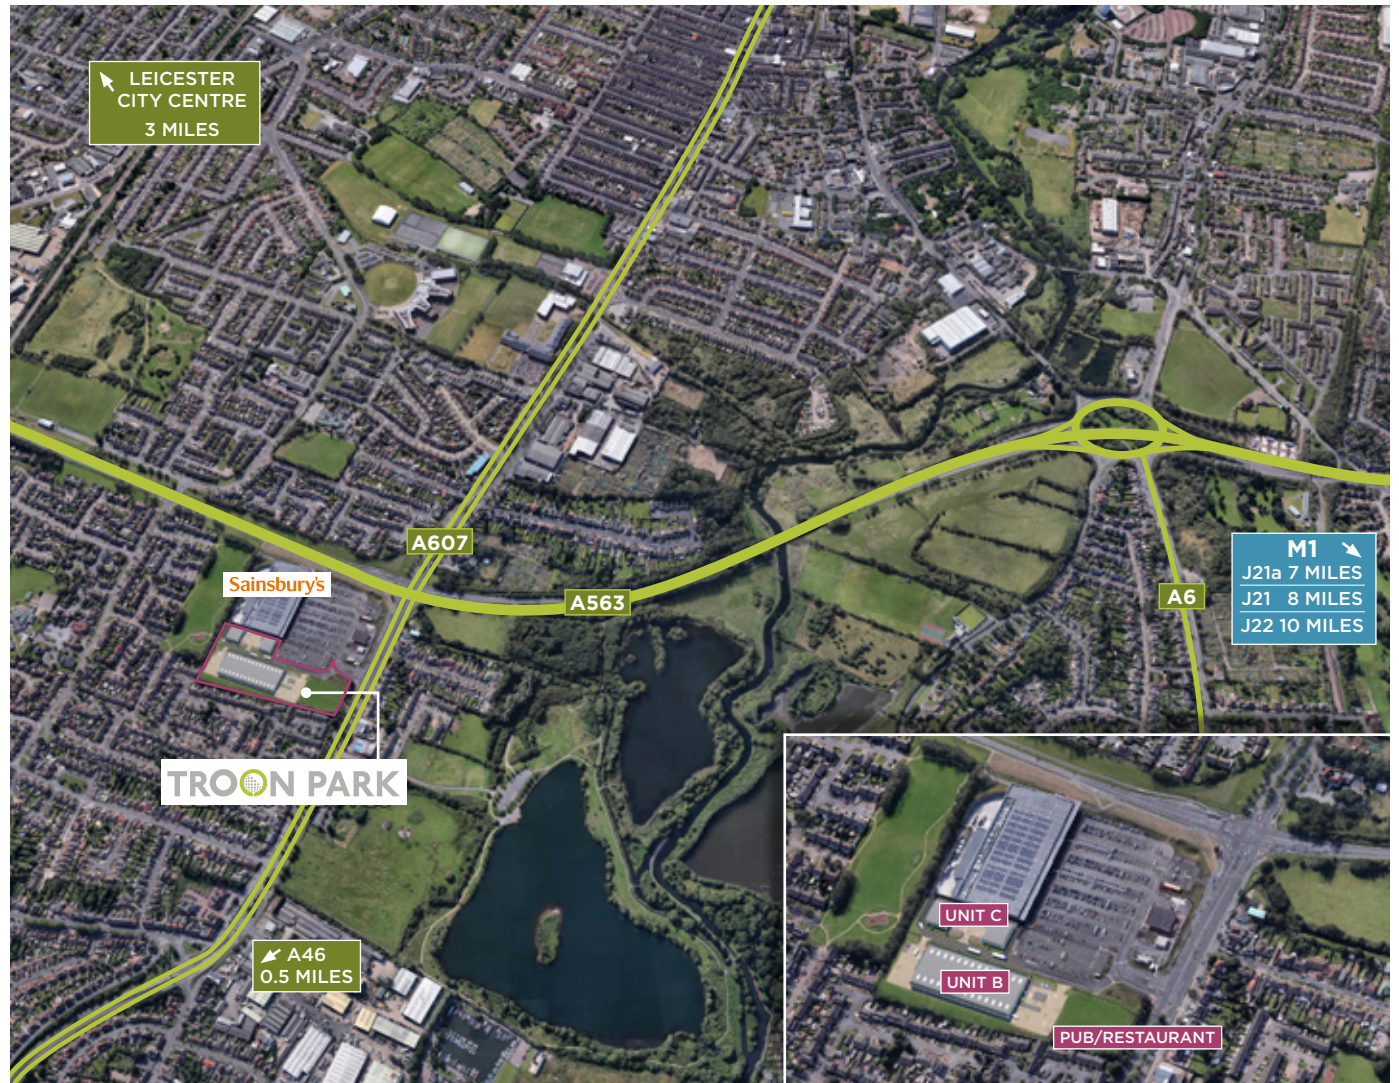 LEICESTER
CITY CENTRE
3 MILES
A607
Sainsbury's
A563
A6
M1
J21a 7 MILES
J21 8 MILES
J22 10 MILES
TROON PARK
A46
0.5 MILES
UNIT C
UNIT B
PUB/RESTAURANT